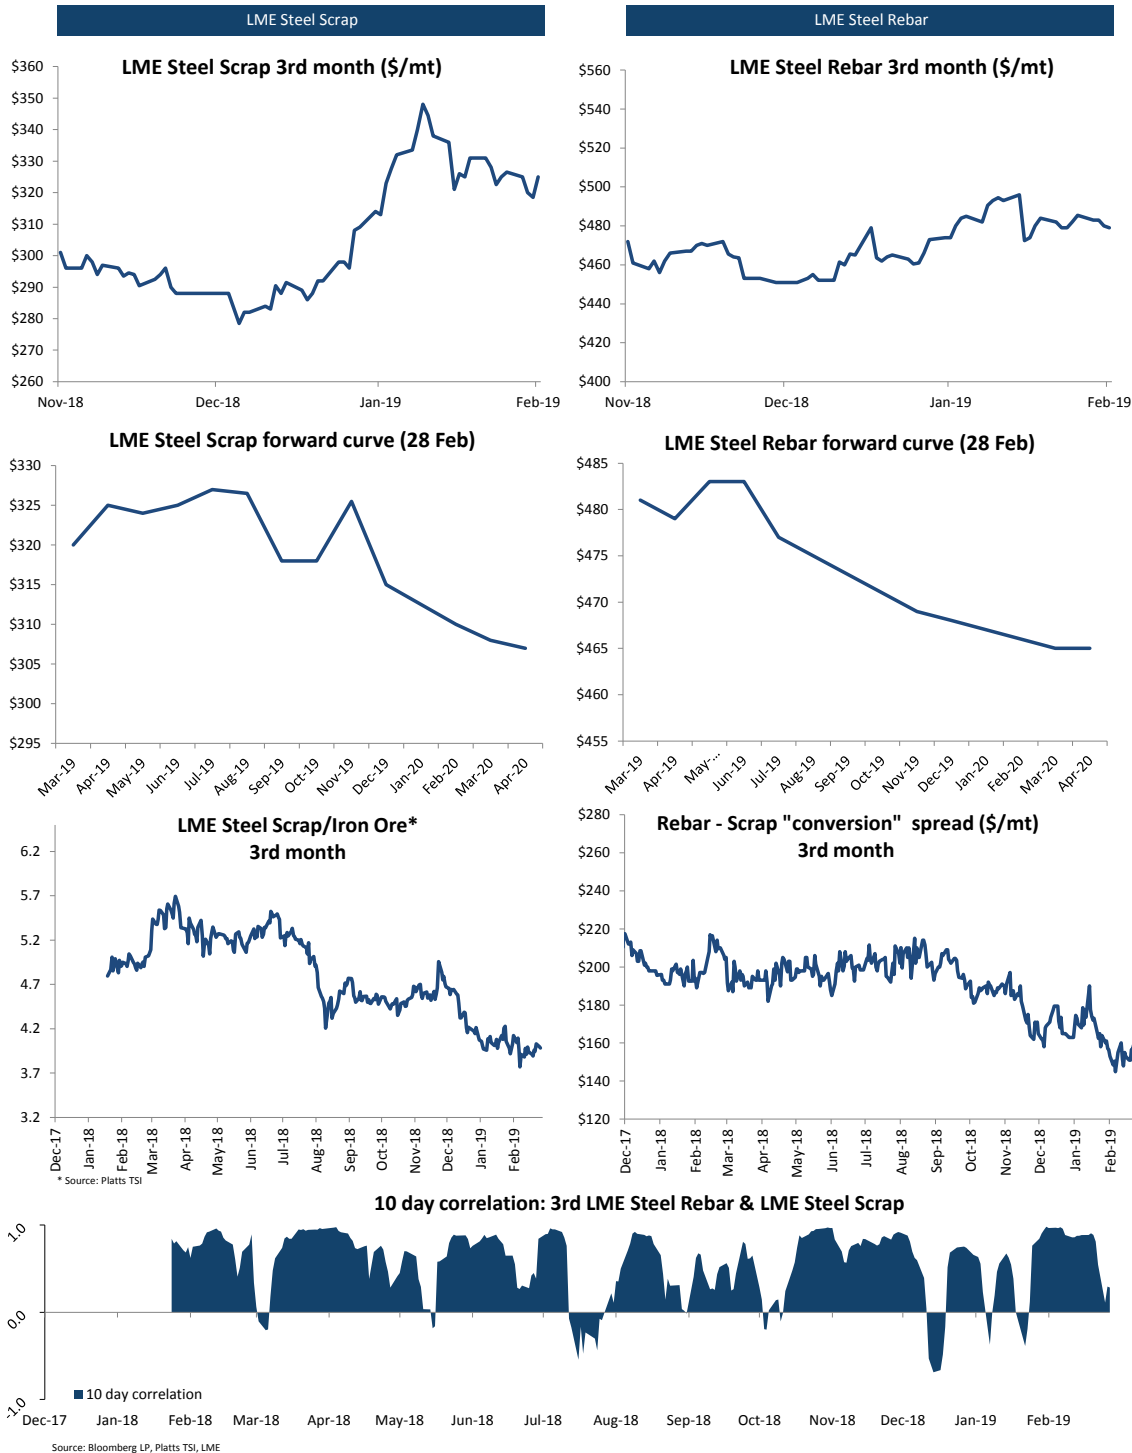 LME Steel Scrap
LME Steel Rebar
LME Steel Scrap 3rd month ($/mt)
$360
$350
$340
$330
$320
$310
$300
$290
$280
$270
$260
Nov-18 Dec-18 Jan-19 Feb-19
LME Steel Rebar 3rd month ($/mt)
$560
$540
$520
$500
$480
$460
$440
$420
$400
Nov-18 Dec-18 Jan-19 Feb-19
LME Steel Scrap forward curve (28 Feb)
$330
$325
$320
$315
$310
$305
$300
$295
Mar-19 Apr-19 May-19 Jun-19 Jul-19 Aug-19 Sep-19 Oct-19 Nov-19 Dec-19 Jan-20 Feb-20 Mar-20 Apr-20
LME Steel Rebar forward curve (28 Feb)
$485
$480
$475
$470
$465
$460
$455
Mar-19 Apr-19 May-... Jun-19 Jul-19 Aug-19 Sep-19 Oct-19 Nov-19 Dec-19 Jan-20 Feb-20 Mar-20 Apr-20
LME Steel Scrap/Iron Ore*
3rd month
6.2
5.7
5.2
4.7
4.2
3.7
3.2
Dec-17 Jan-18 Feb-18 Mar-18 Apr-18 May-18 Jun-18 Jul-18 Aug-18 Sep-18 Oct-18 Nov-18 Dec-18 Jan-19 Feb-19
* Source: Platts TSI
Rebar - Scrap "conversion" spread ($/mt)
3rd month
$280
$260
$240
$220
$200
$180
$160
$140
$120
Dec-17 Jan-18 Feb-18 Mar-18 Apr-18 May-18 Jun-18 Jul-18 Aug-18 Sep-18 Oct-18 Nov-18 Dec-18 Jan-19 Feb-19
10 day correlation: 3rd LME Steel Rebar & LME Steel Scrap
1.0
0.0
-1.0
10 day correlation
Dec-17 Jan-18 Feb-18 Mar-18 Apr-18 May-18 Jun-18 Jul-18 Aug-18 Sep-18 Oct-18 Nov-18 Dec-18 Jan-19 Feb-19
Source: Bloomberg LP, Platts TSI, LME